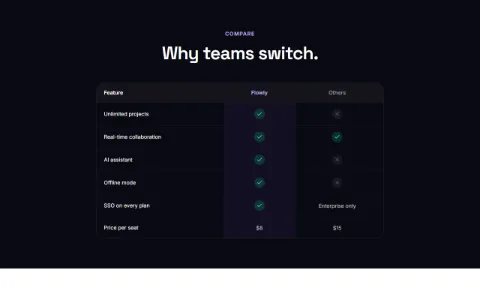 COMPARE
Why teams switch.
Feature Flowly Others
Unlimited projects
Real-time collaboration
AI assistant
Offline mode
SSO on every plan Enterprise only
Price per seat $8 $15